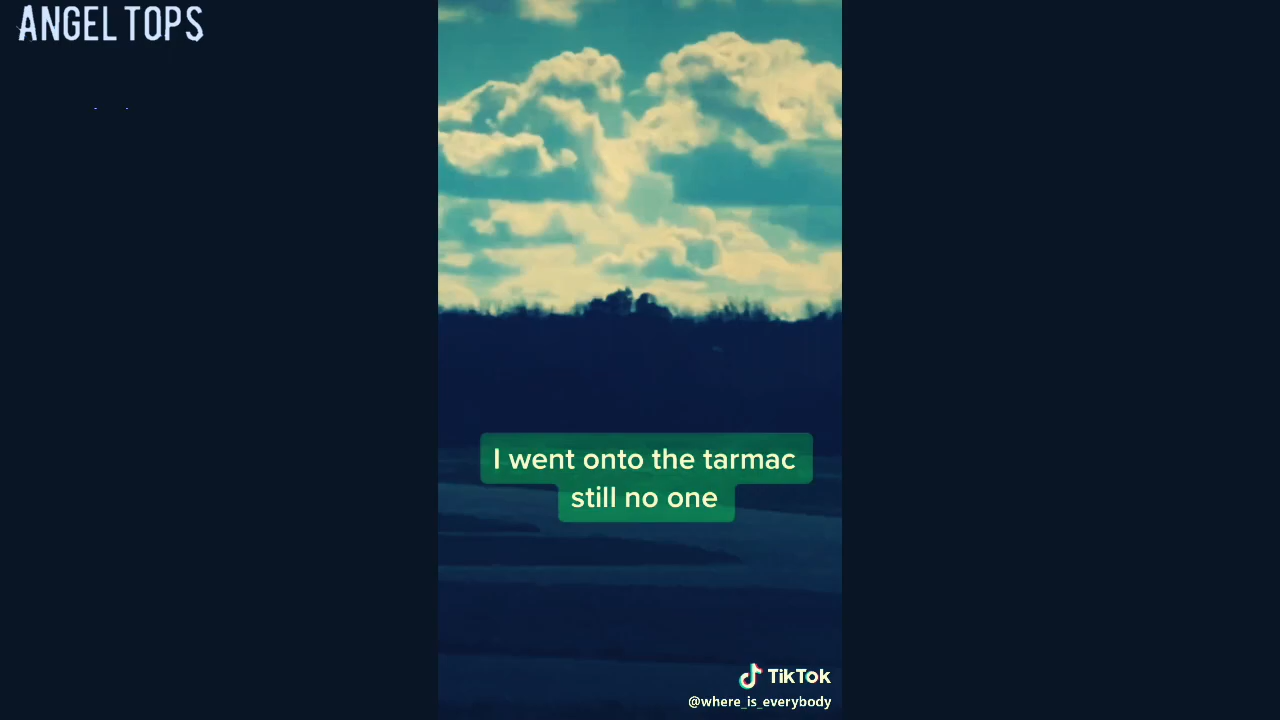 ANGEL TOPS
I went onto the tarmac
still no one
TikTok
@where_is_everybody